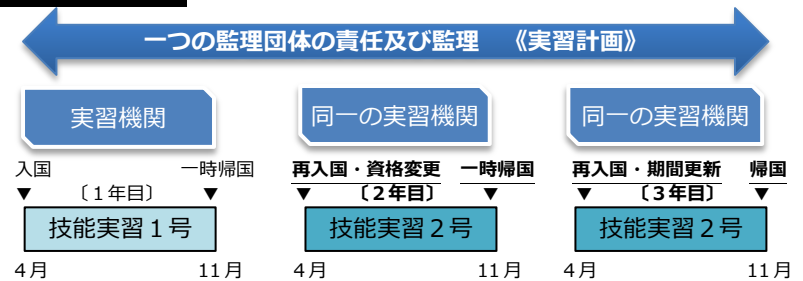 一つの監理団体の責任及び監理　《実習計画》
実習機関　同一の実習機関　同一の実習機関
入国　一時帰国　再入国・資格変更　一時帰国　再入国・期間更新　帰国
▼　〔１年目〕　▼　▼　〔２年目〕　▼　▼　〔３年目〕　▼
技能実習１号　技能実習２号　技能実習２号
４月　11月　４月　11月　４月　11月